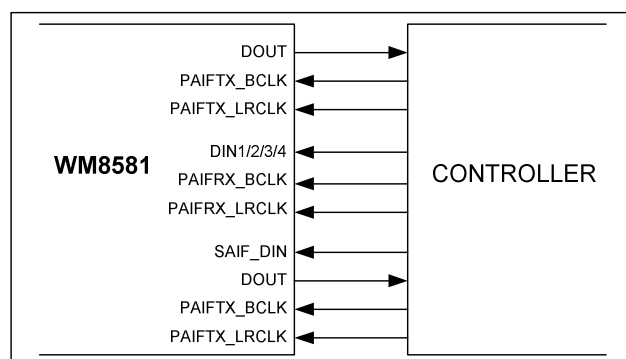 DOUT
PAIFTX_BCLK
PAIFTX_LRCLK
DIN1/2/3/4
WM8581
PAIFRX_BCLK
CONTROLLER
PAIFRX_LRCLK
SAIF_DIN
DOUT
PAIFTX_BCLK
PAIFTX_LRCLK